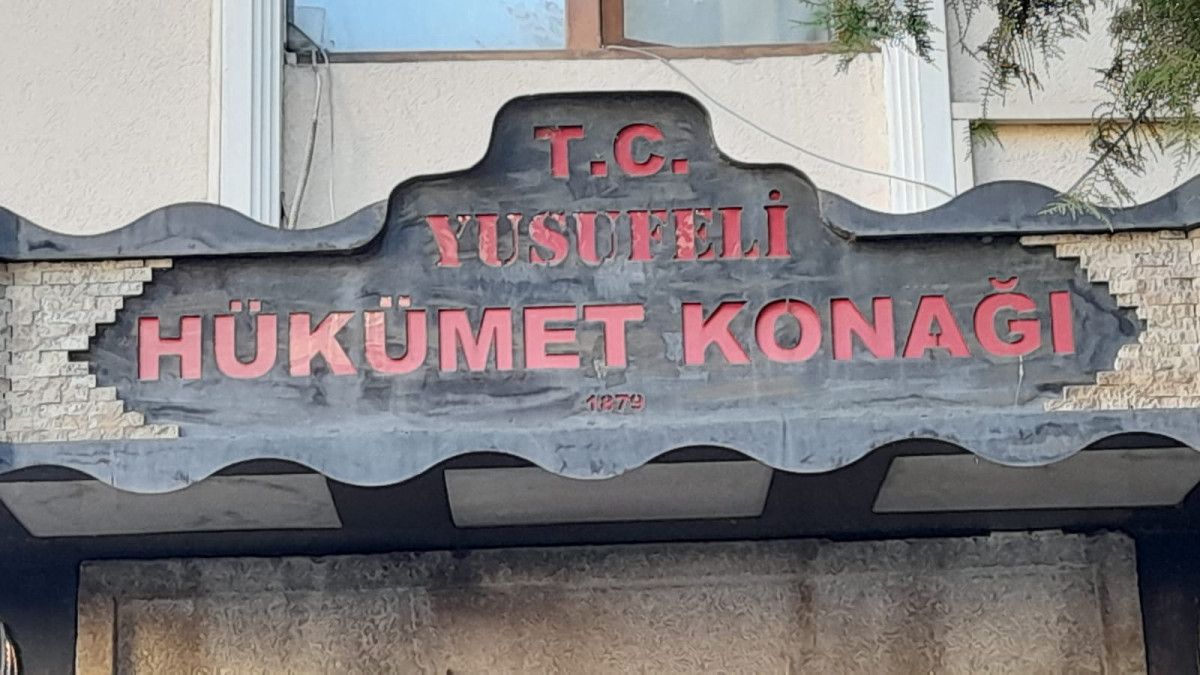 T.C.
YUSUFELİ
HÜKÜMET KONAĞI
1879